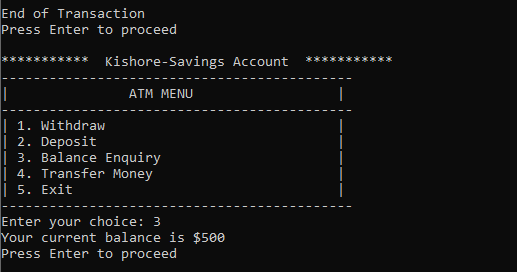 End of Transaction
Press Enter to proceed
*********** Kishore-Savings Account ***********
--------------------------------------------
| ATM MENU |
--------------------------------------------
| 1. Withdraw |
| 2. Deposit |
| 3. Balance Enquiry |
| 4. Transfer Money |
| 5. Exit |
--------------------------------------------
Enter your choice: 3
Your current balance is $500
Press Enter to proceed